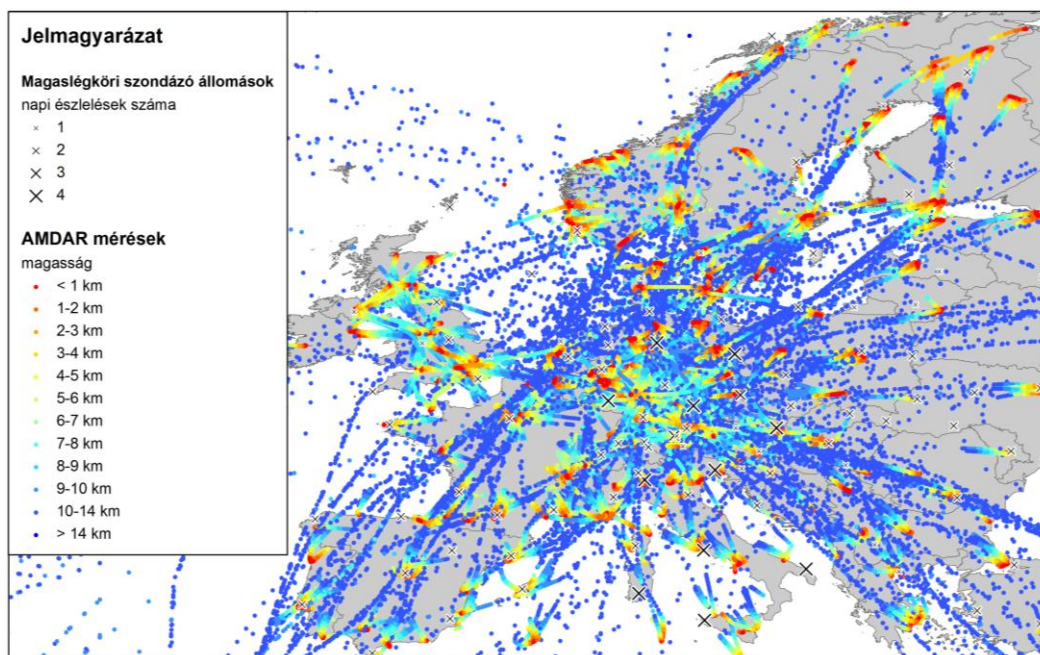 Jelmagyarázat
Magaslégköri szondázó állomások
napi észlelések száma
1
2
3
4
AMDAR mérések
magasság
< 1 km
1-2 km
2-3 km
3-4 km
4-5 km
5-6 km
6-7 km
7-8 km
8-9 km
9-10 km
10-14 km
> 14 km